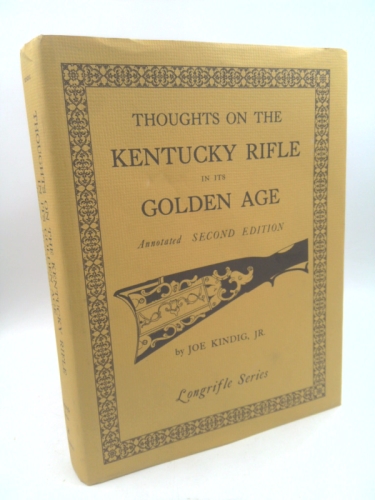 THOUGHTS ON THE
KENTUCKY RIFLE
IN ITS
GOLDEN AGE
Annotated SECOND EDITION
by JOE KINDIG, JR.
Longrifle Series